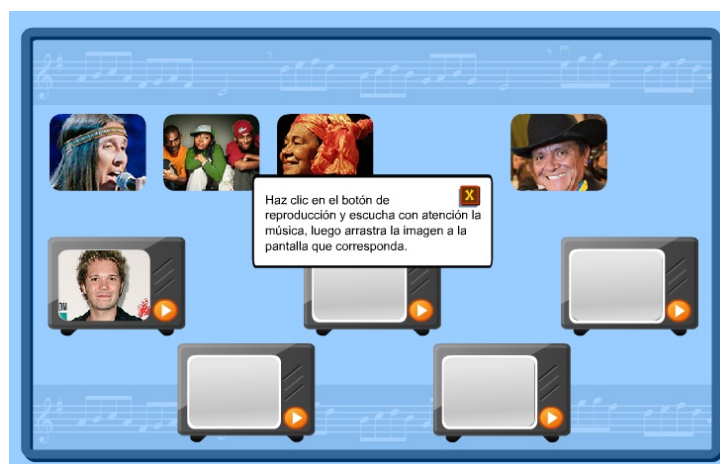 X
Haz clic en el botón de
reproducción y escucha con atención la
música, luego arrastra la imagen a la
pantalla que corresponda.